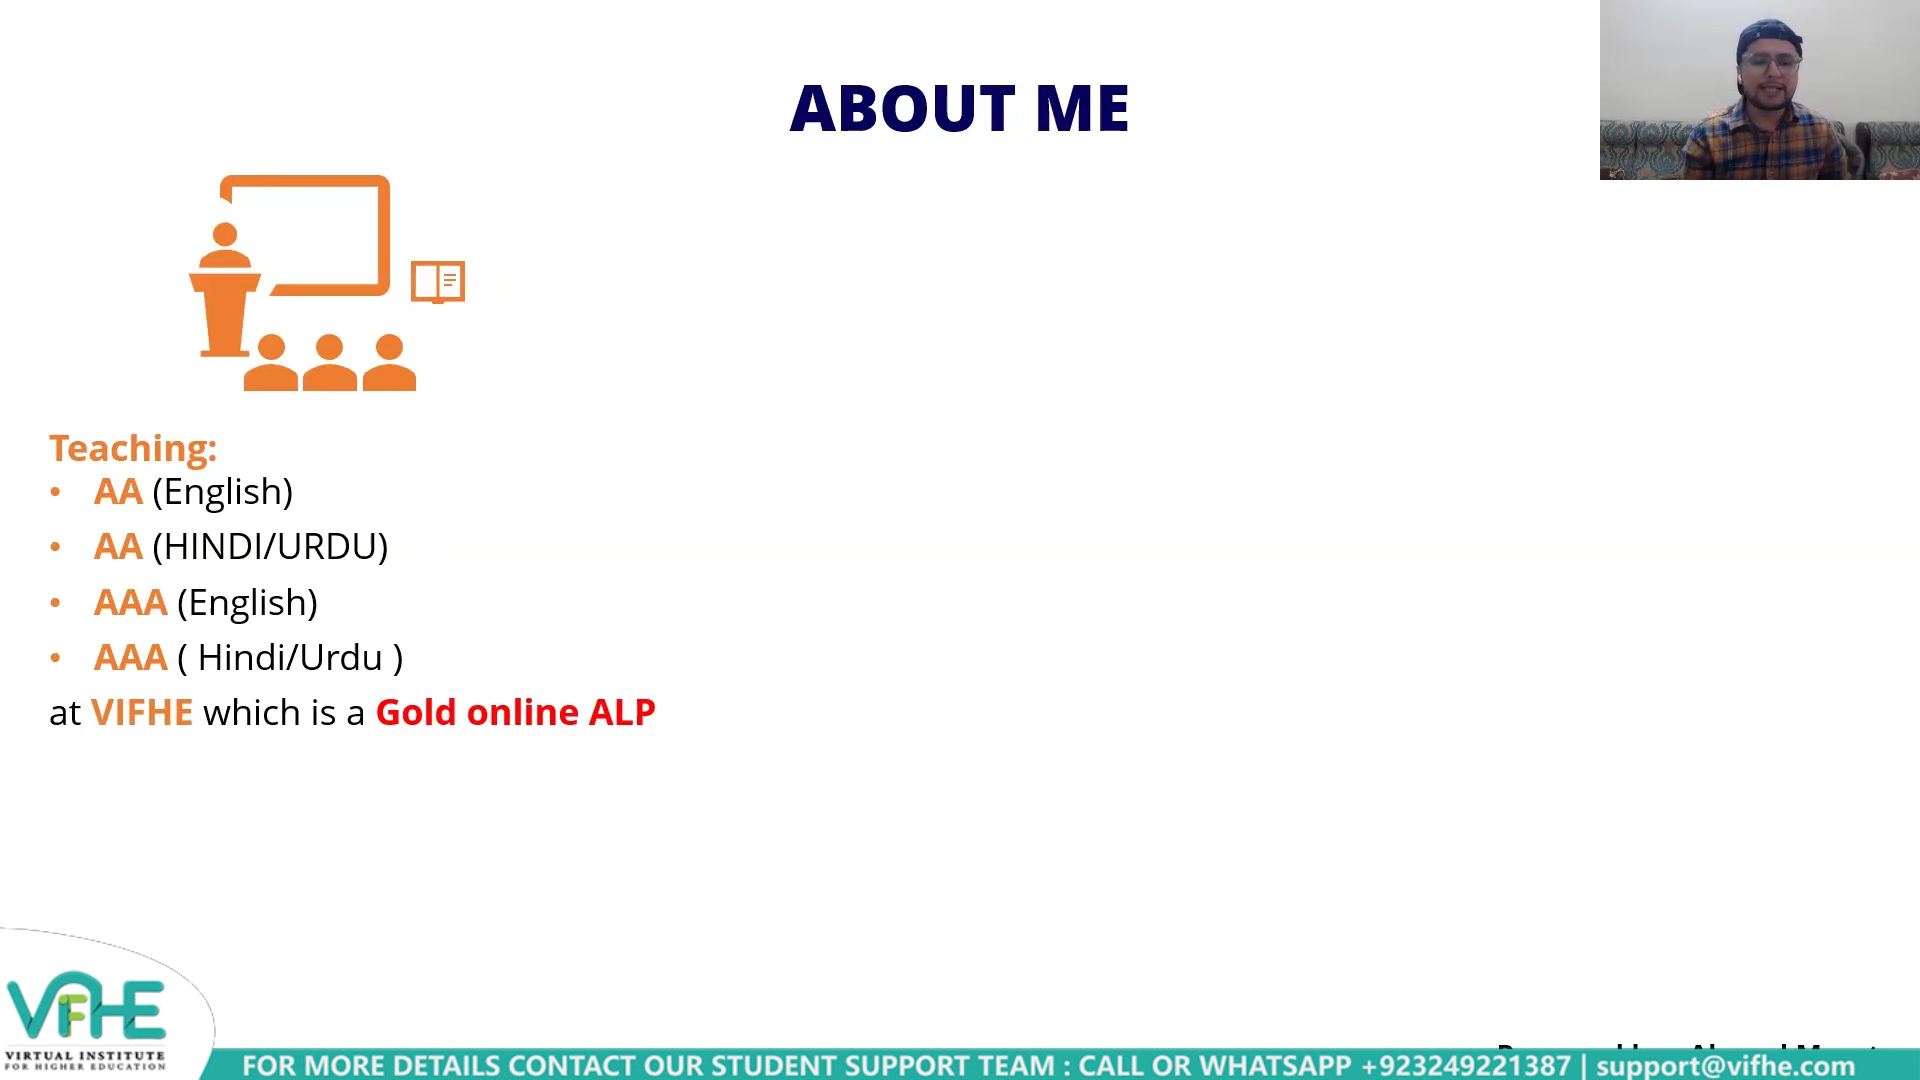 ABOUT ME
Teaching:
• AA (English)
• AA (HINDI/URDU)
• AAA (English)
• AAA ( Hindi/Urdu )
at VIFHE which is a Gold online ALP
VIFHE
VIRTUAL INSTITUTE
FOR HIGHER EDUCATION
FOR MORE DETAILS CONTACT OUR STUDENT SUPPORT TEAM : CALL OR WHATSAPP +923249221387 | support@vifhe.com